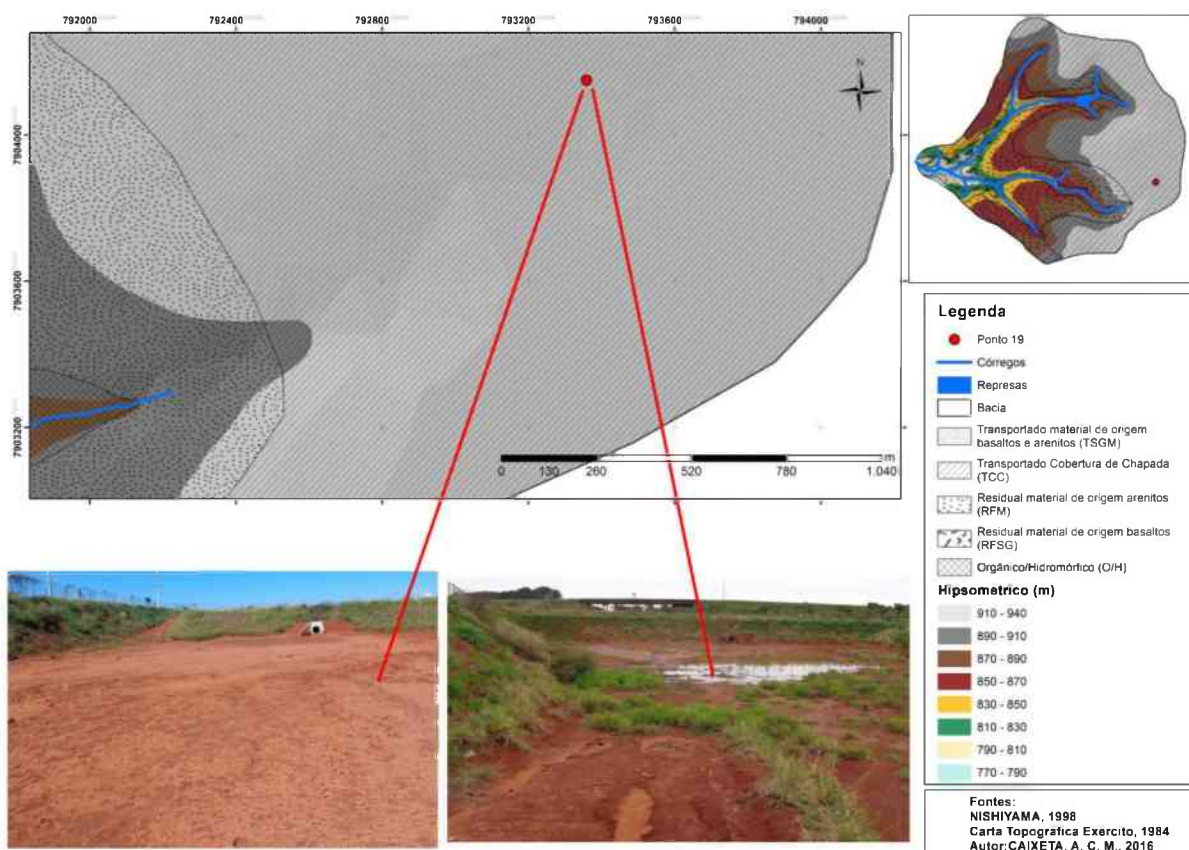 792000 792400 792800 793200 793600 794000
N
7904000
7903600
7903200
m
0 130 260 520 780 1.040
Legenda
Ponto 19
Córregos
Represas
Bacia
Transportado material de origem
basaltos e arenitos (TSGM)
Transportado Cobertura de Chapada
(TCC)
Residual material de origem arenitos
(RFM)
Residual material de origem basaltos
(RFSG)
Orgânico/Hidromórfico (O/H)
Hipsometrico (m)
910 - 940
890 - 910
870 - 890
850 - 870
830 - 850
810 - 830
790 - 810
770 - 790
Fontes:
NISHIYAMA, 1998
Carta Topografica Exercito, 1984
Autor:CAIXETA, A. C. M., 2016